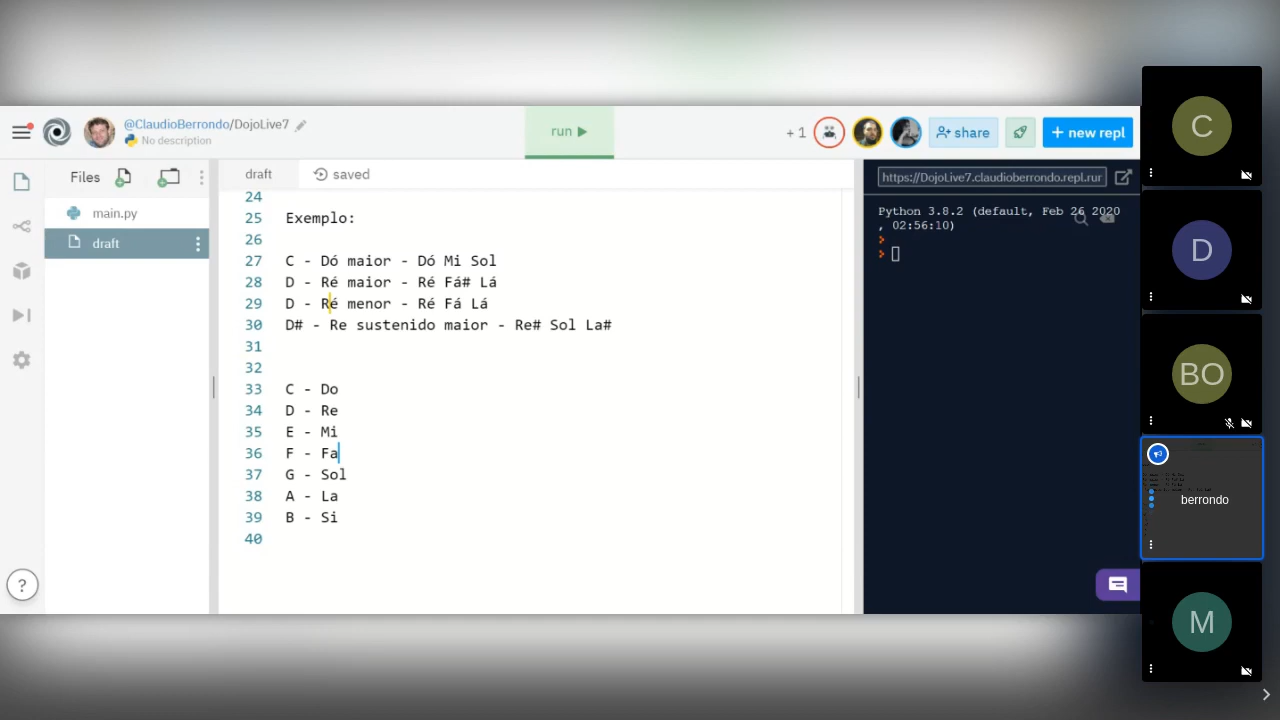 @ClaudioBerrondo/DojoLive7
No description
run
+ 1
share
+ new repl
Files
main.py
draft
draft
saved
24
25 Exemplo:
26
27 C - Dó maior - Dó Mi Sol
28 D - Ré maior - Ré Fá# Lá
29 D - Ré menor - Ré Fá Lá
30 D# - Re sustenido maior - Re# Sol La#
31
32
33 C - Do
34 D - Re
35 E - Mi
36 F - Fa
37 G - Sol
38 A - La
39 B - Si
40
?
https://DojoLive7.claudioberrondo.repl.rur
Python 3.8.2 (default, Feb 26 2020
, 02:56:10)
C
D
BO
berrondo
M